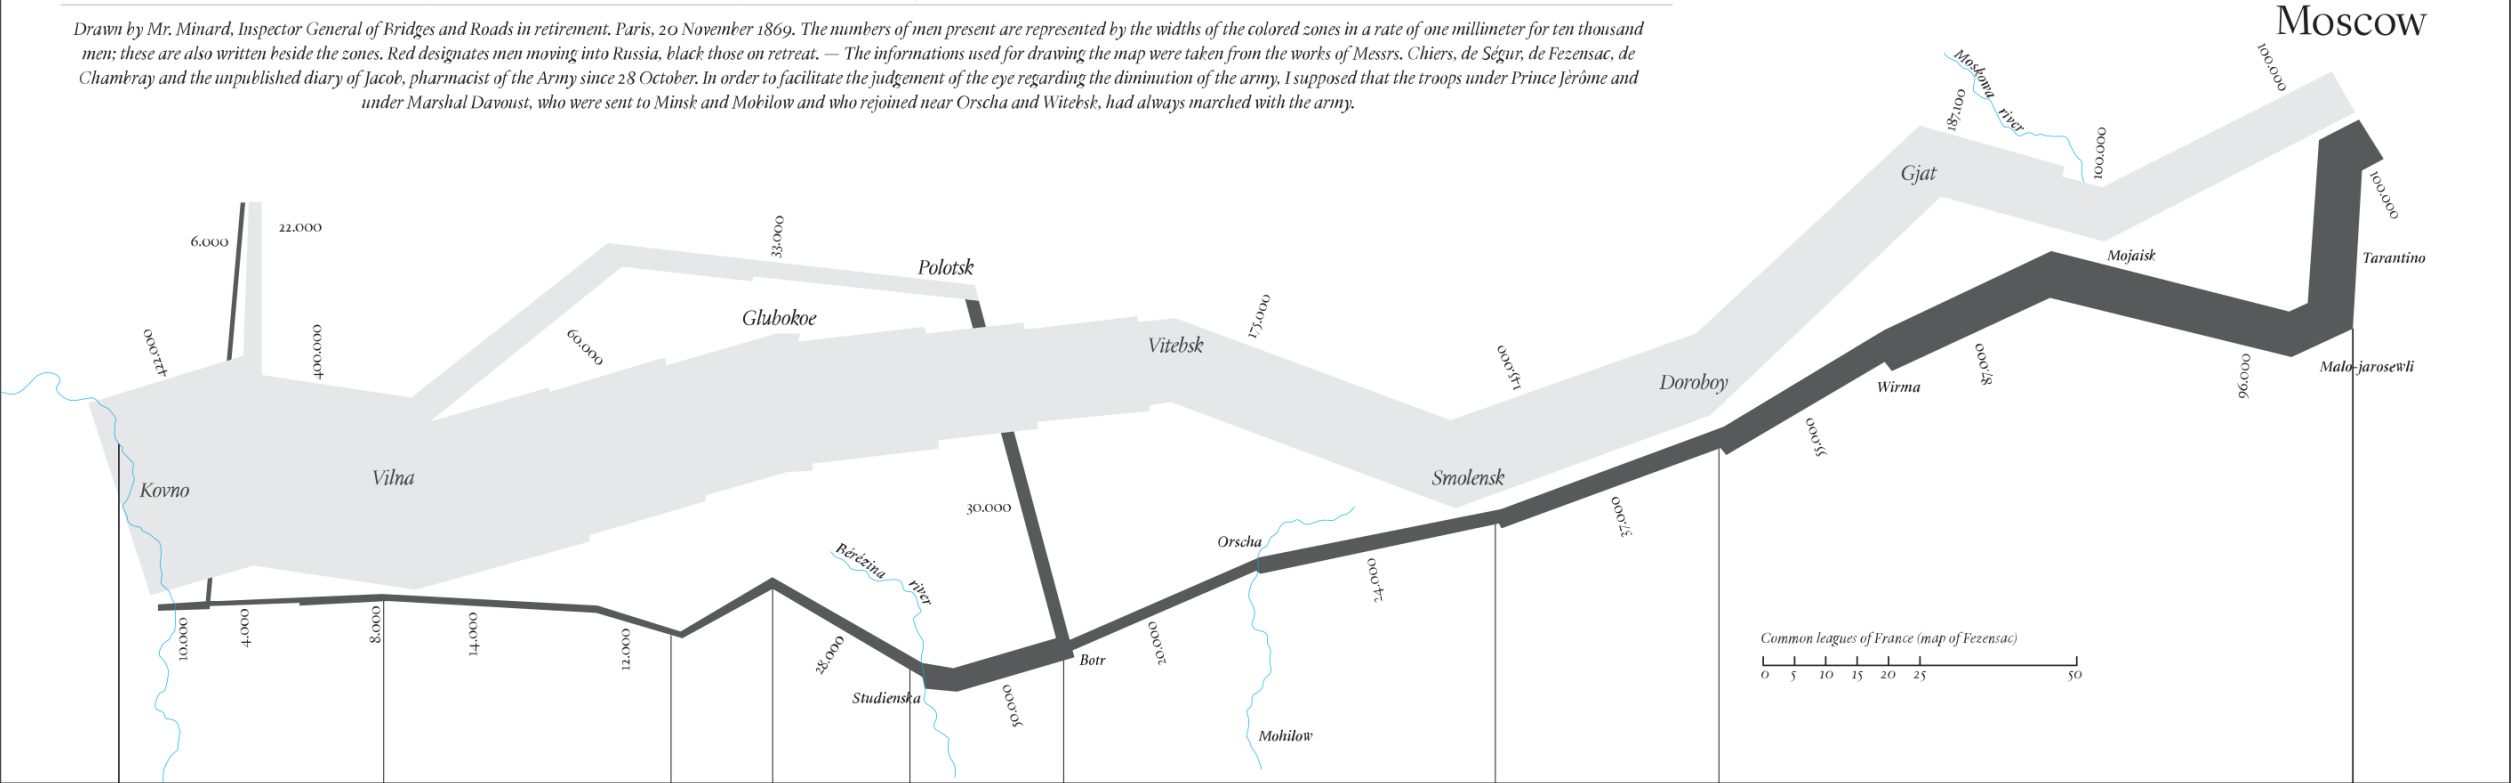 Moscow
Drawn by Mr. Minard, Inspector General of Bridges and Roads in retirement. Paris, 20 November 1869. The numbers of men present are represented by the widths of the colored zones in a rate of one millimeter for ten thousand
men; these are also written beside the zones. Red designates men moving into Russia, black those on retreat. — The informations used for drawing the map were taken from the works of Messrs. Chiers, de Ségur, de Fezensac, de
Chambray and the unpublished diary of Jacob, pharmacist of the Army since 28 October. In order to facilitate the judgement of the eye regarding the diminution of the army, I supposed that the troops under Prince Jèrôme and
under Marshal Davoust, who were sent to Minsk and Mobilow and who rejoined near Orscha and Witebsk, had always marched with the army.
Moskowa
river
100.000
187.100
100.000
Gjat
100.000
6.000
22.000
33.000
Polotsk
Mojaisk
Tarantino
422.000
400.000
60.000
Glubokoe
Vitebsk
175.000
145.000
Doroboy
Wirma
87.000
96.000
Malo-jarosewli
55.000
Kovno
Vilna
Smolensk
30.000
37.000
Orscha
Bérézina
river
24.000
10.000
4.000
8.000
14.000
12.000
28.000
Studienska
50.000
Botr
20.000
Mohilow
Common leagues of France (map of Fezensac)
0 5 10 15 20 25 50